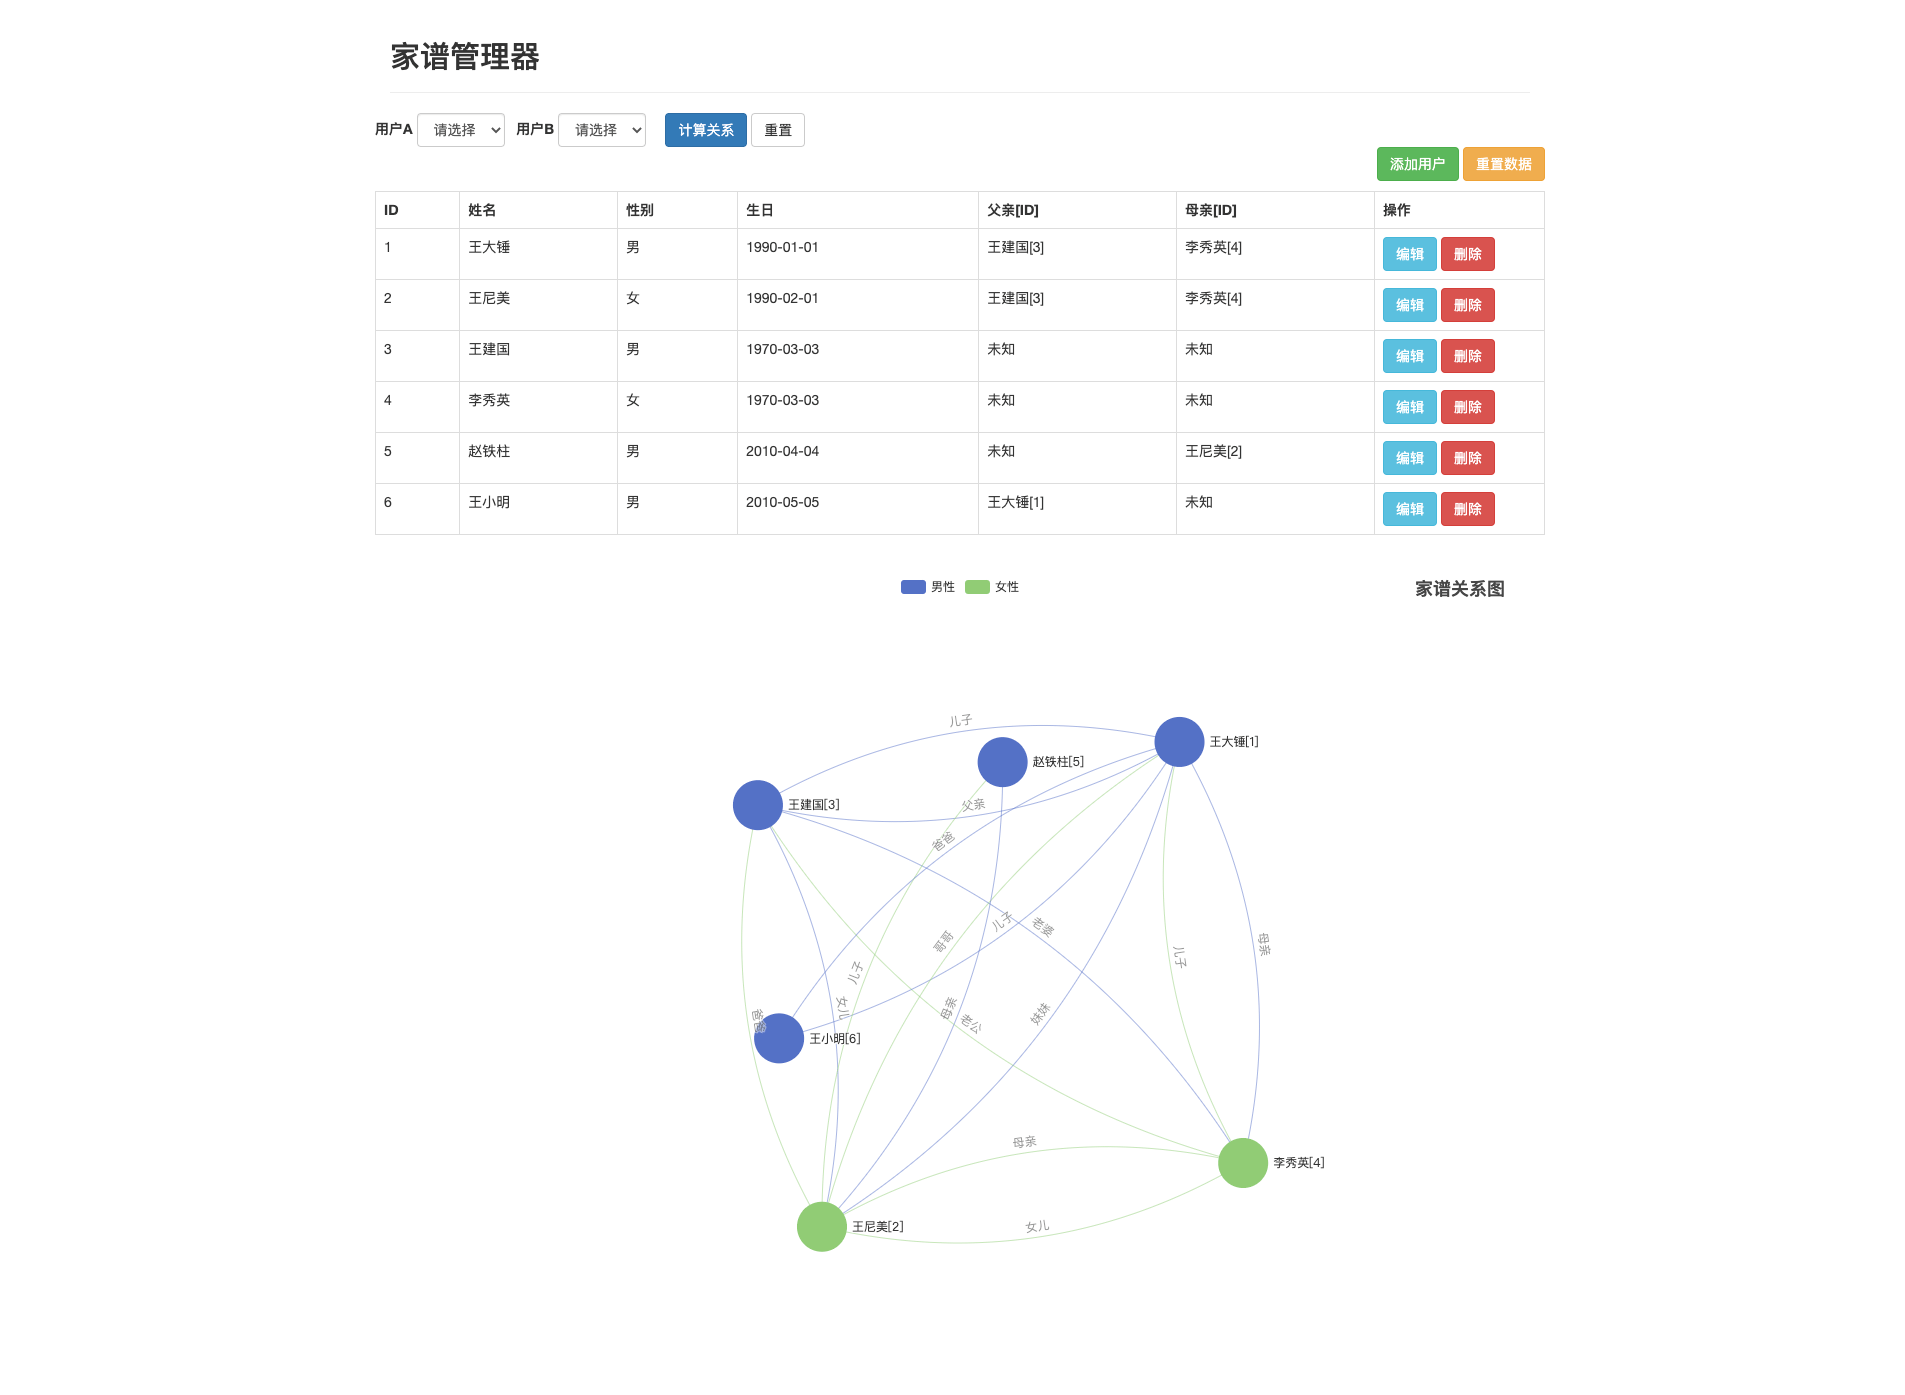 家谱管理器
用户A 请选择 用户B 请选择 计算关系 重置
添加用户 重置数据
ID 姓名 性别 生日 父亲[ID] 母亲[ID] 操作
1 王大锤 男 1990-01-01 王建国[3] 李秀英[4] 编辑 删除
2 王尼美 女 1990-02-01 王建国[3] 李秀英[4] 编辑 删除
3 王建国 男 1970-03-03 未知 未知 编辑 删除
4 李秀英 女 1970-03-03 未知 未知 编辑 删除
5 赵铁柱 男 2010-04-04 未知 王尼美[2] 编辑 删除
6 王小明 男 2010-05-05 王大锤[1] 未知 编辑 删除
男性 女性
家谱关系图
儿子
王大锤[1]
赵铁柱[5]
王建国[3]
父亲
爸爸
儿子
老婆
哥哥
母亲
儿子
儿子
女儿
母亲
妹妹
老公
爸爸
王小明[6]
母亲
李秀英[4]
王尼美[2]
女儿